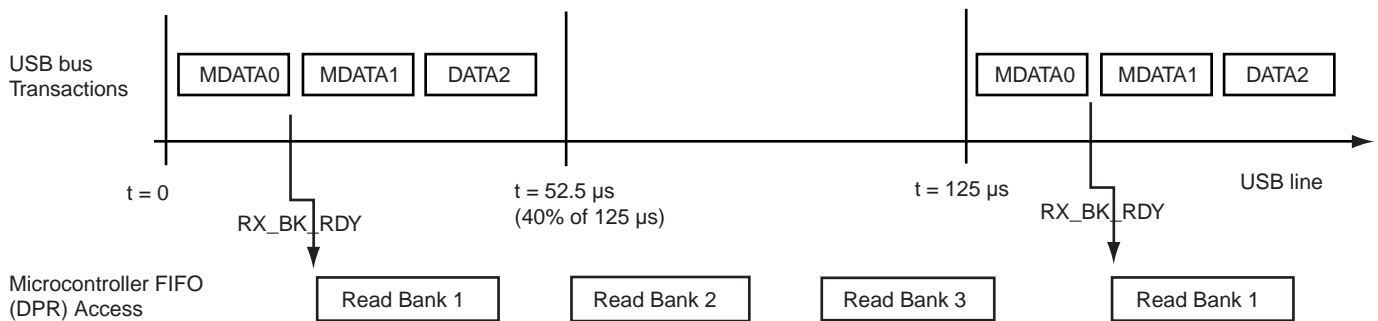 USB bus
Transactions
MDATA0 MDATA1 DATA2 MDATA0 MDATA1 DATA2
t = 0
t = 52.5 µs
(40% of 125 µs)
t = 125 µs
USB line
RX_BK_RDY RX_BK_RDY
Microcontroller FIFO
(DPR) Access
Read Bank 1 Read Bank 2 Read Bank 3 Read Bank 1